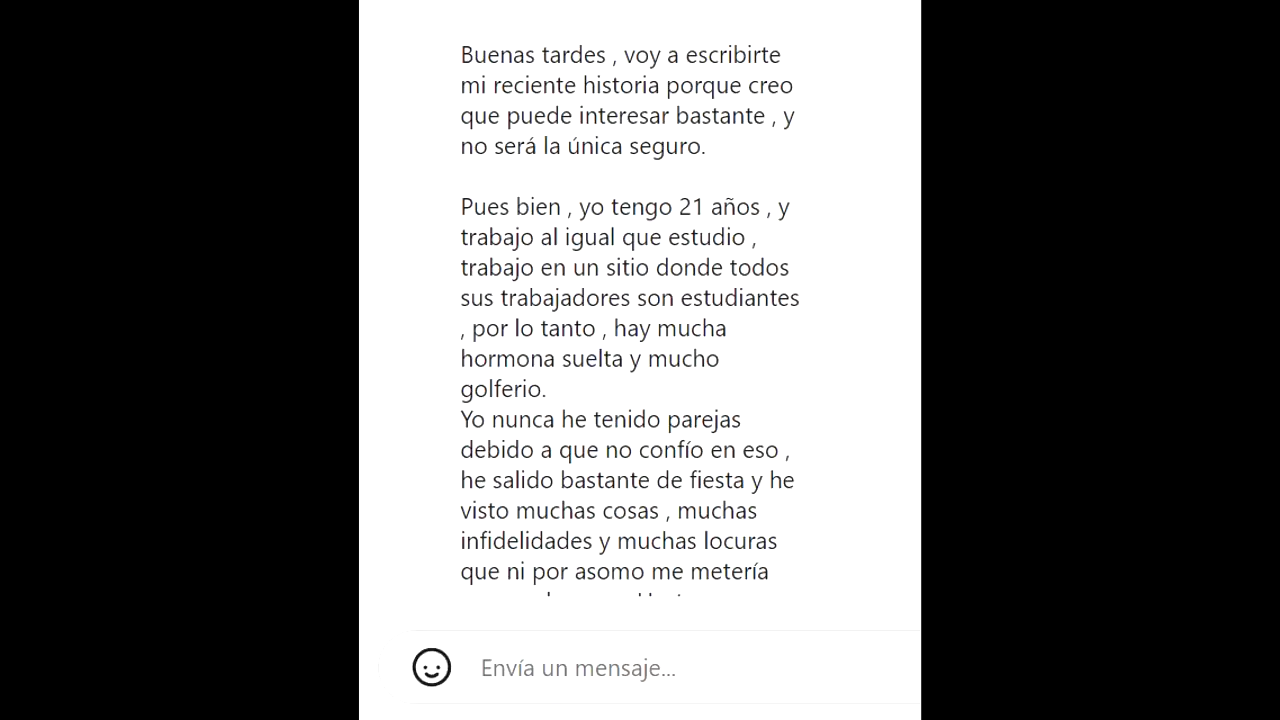 Buenas tardes , voy a escribirte
mi reciente historia porque creo
que puede interesar bastante , y
no será la única seguro.
Pues bien , yo tengo 21 años , y
trabajo al igual que estudio ,
trabajo en un sitio donde todos
sus trabajadores son estudiantes
, por lo tanto , hay mucha
hormona suelta y mucho
golferio.
Yo nunca he tenido parejas
debido a que no confío en eso ,
he salido bastante de fiesta y he
visto muchas cosas , muchas
infidelidades y muchas locuras
que ni por asomo me metería
Envía un mensaje...